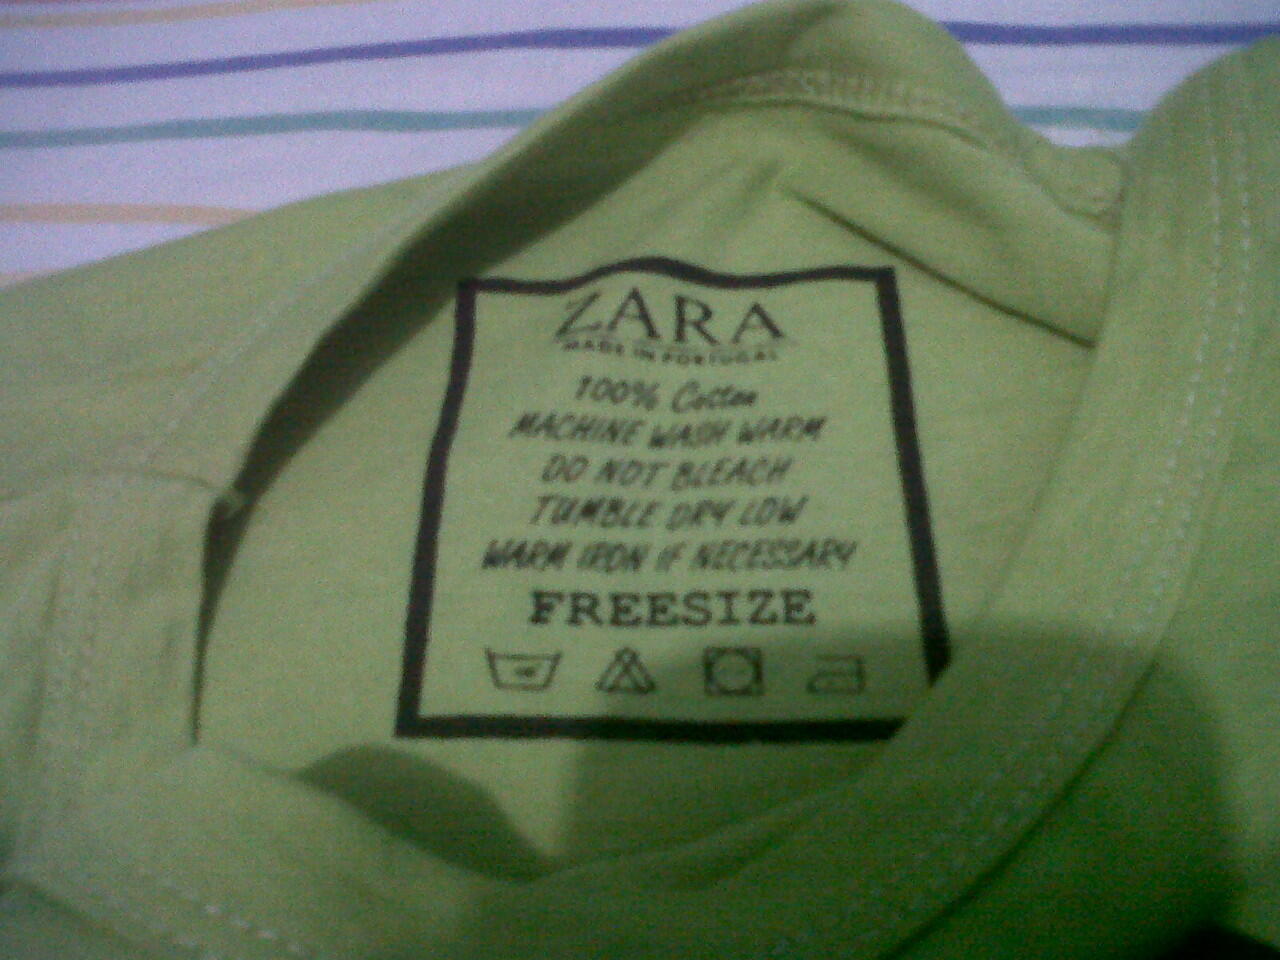 ZARA
MADE IN PORTUGAL
100% Cotton
MACHINE WASH WARM
DO NOT BLEACH
TUMBLE DRY LOW
WARM IRON IF NECESSARY
FREESIZE